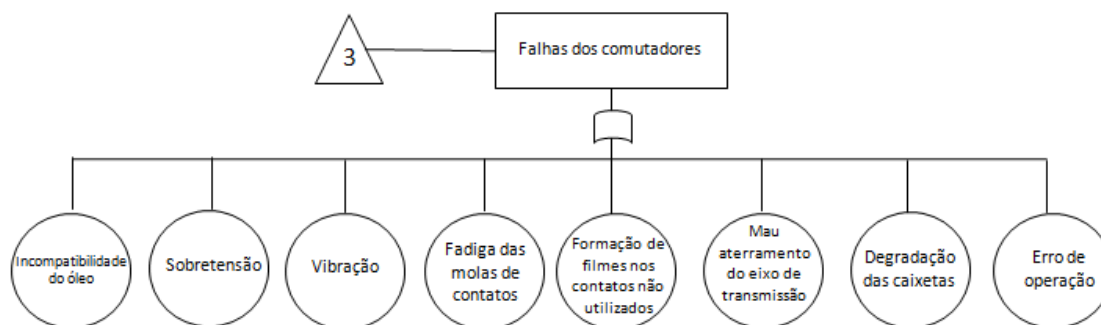 3
Falhas dos comutadores
Incompatibilidade
do óleo
Sobretensão
Vibração
Fadiga das
molas de
contatos
Formação de
filmes nos
contatos não
utilizados
Mau
aterramento
do eixo de
transmissão
Degradação
das caixetas
Erro de
operação